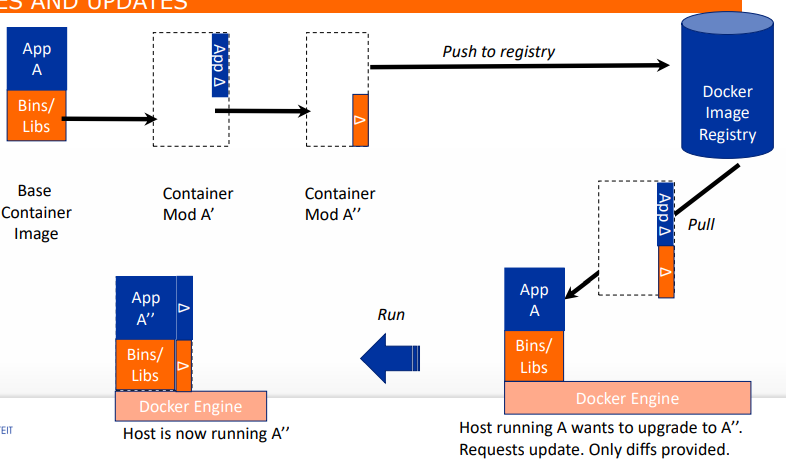 ES AND UPDATES
App
A
Bins/
Libs
App Δ
Δ
Push to registry
Docker
Image
Registry
Base
Container
Image
Container
Mod A’
Container
Mod A’’
App Δ
Δ
Pull
App
A’’
Δ
Bins/
Libs
Δ
Docker Engine
Host is now running A’’
Run
App
A
Bins/
Libs
Docker Engine
Host running A wants to upgrade to A’’.
Requests update. Only diffs provided.
EIT